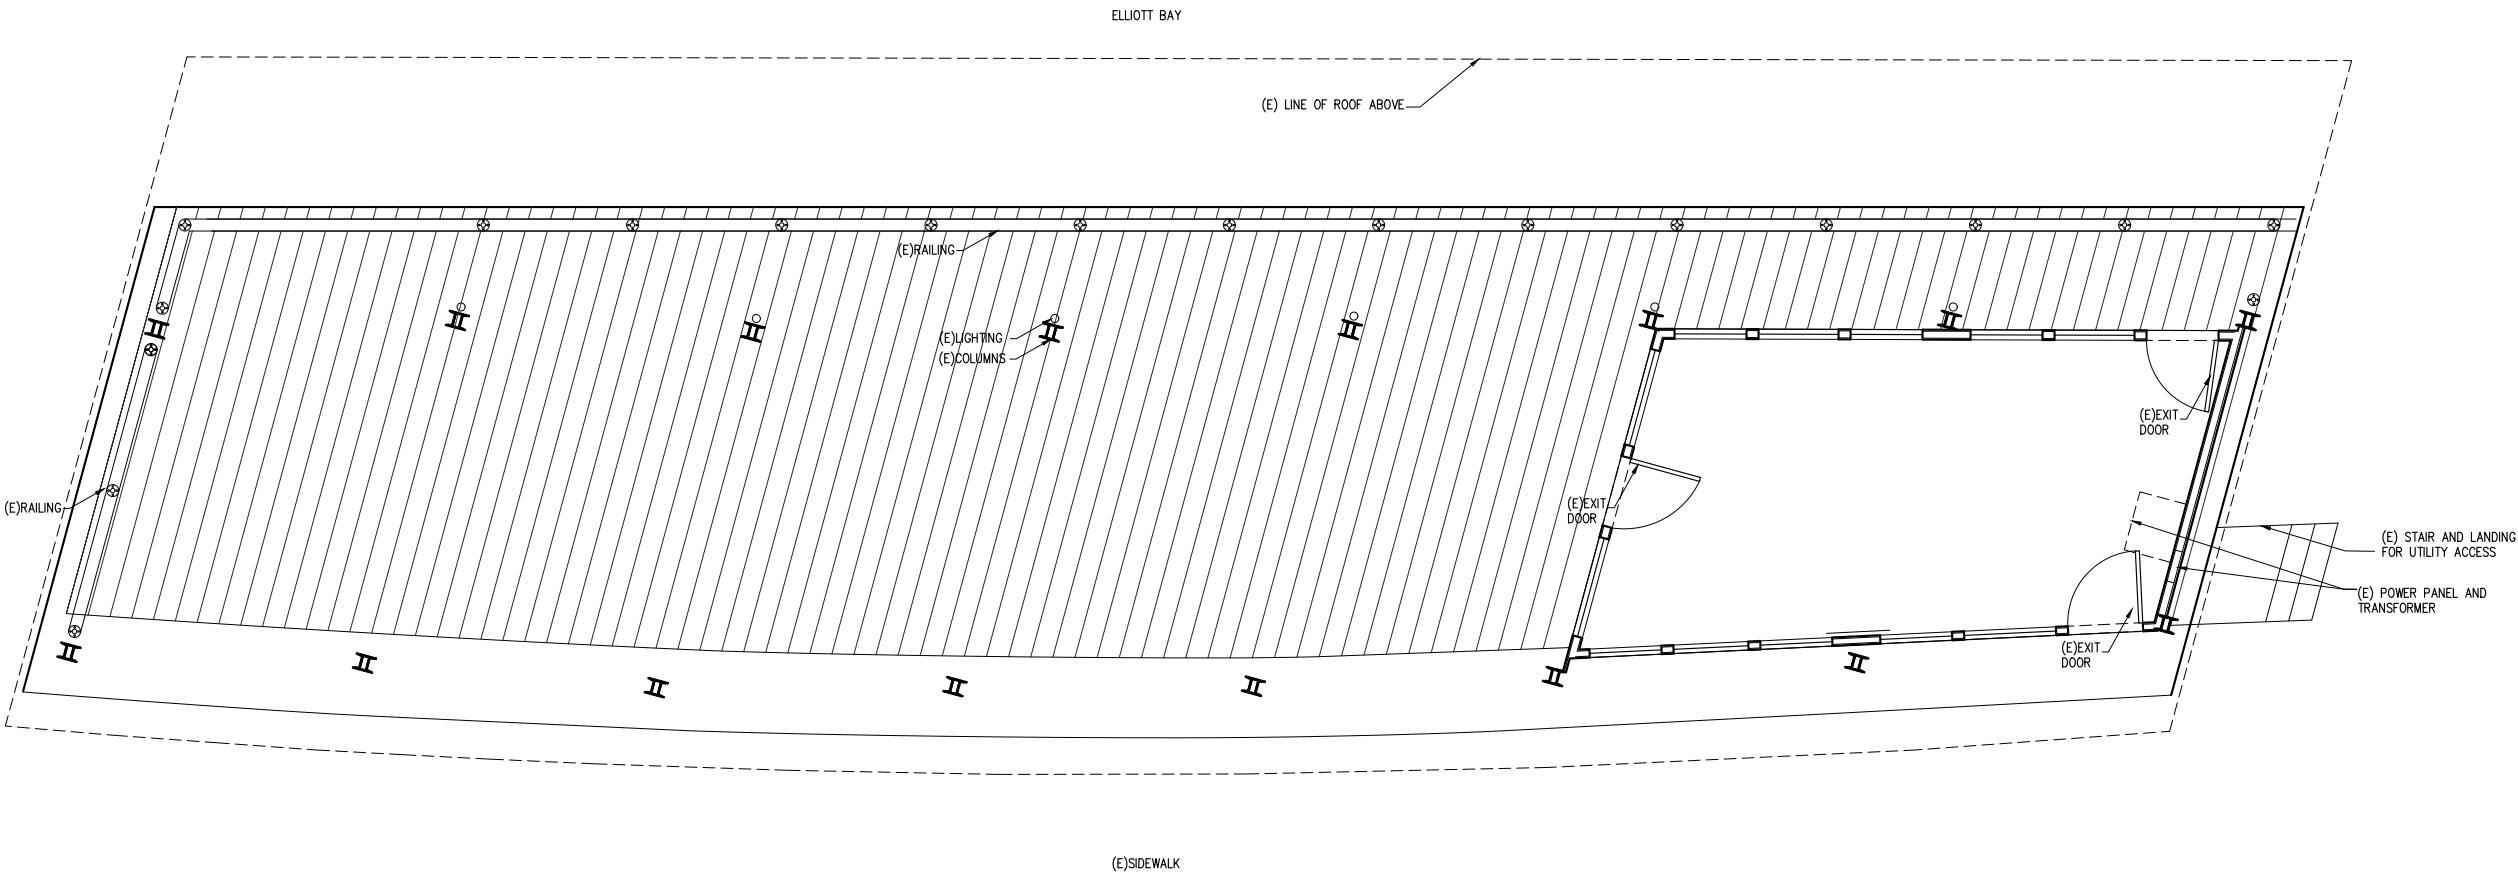 ELLIOTT BAY
(E) LINE OF ROOF ABOVE
(E)RAILING
(E)LIGHTING
(E)COLUMNS
(E)EXIT
DOOR
(E)RAILING
(E)EXIT
DOOR
(E) STAIR AND LANDING
FOR UTILITY ACCESS
(E) POWER PANEL AND
TRANSFORMER
(E)EXIT
DOOR
(E)SIDEWALK